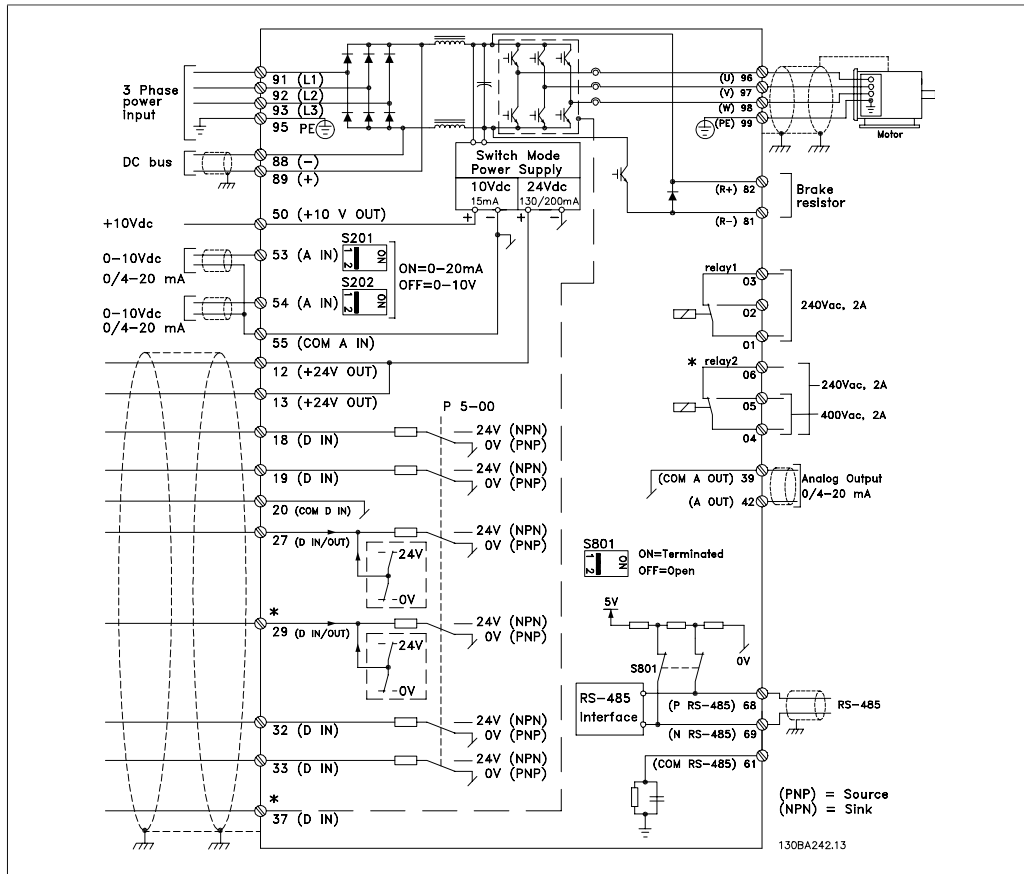 3 Phase
power
input
91 (L1)
92 (L2)
93 (L3)
95 PE
DC bus
88 (-)
89 (+)
Switch Mode
Power Supply
10Vdc
15mA
24Vdc
130/200mA
+ - + -
+10Vdc
50 (+10 V OUT)
0-10Vdc
0/4-20 mA
53 (A IN)
S201
1 2
ON
S202
1 2
ON
ON=0-20mA
OFF=0-10V
0-10Vdc
0/4-20 mA
54 (A IN)
55 (COM A IN)
12 (+24V OUT)
13 (+24V OUT)
P 5-00
18 (D IN)
24V (NPN)
0V (PNP)
19 (D IN)
24V (NPN)
0V (PNP)
20 (COM D IN)
27 (D IN/OUT)
24V (NPN)
0V (PNP)
24V
0V
*
29 (D IN/OUT)
24V (NPN)
0V (PNP)
24V
0V
32 (D IN)
24V (NPN)
0V (PNP)
33 (D IN)
24V (NPN)
0V (PNP)
*
37 (D IN)
(U) 96
(V) 97
(W) 98
(PE) 99
Motor
(R+) 82
(R-) 81
Brake
resistor
relay1
03
02
01
240Vac, 2A
* relay2
06
05
04
240Vac, 2A
400Vac, 2A
(COM A OUT) 39
(A OUT) 42
Analog Output
0/4-20 mA
S801
1 2
ON
ON=Terminated
OFF=Open
5V
0V
S801
RS-485
Interface
(P RS-485) 68
(N RS-485) 69
(COM RS-485) 61
RS-485
(PNP) = Source
(NPN) = Sink
130BA242.13